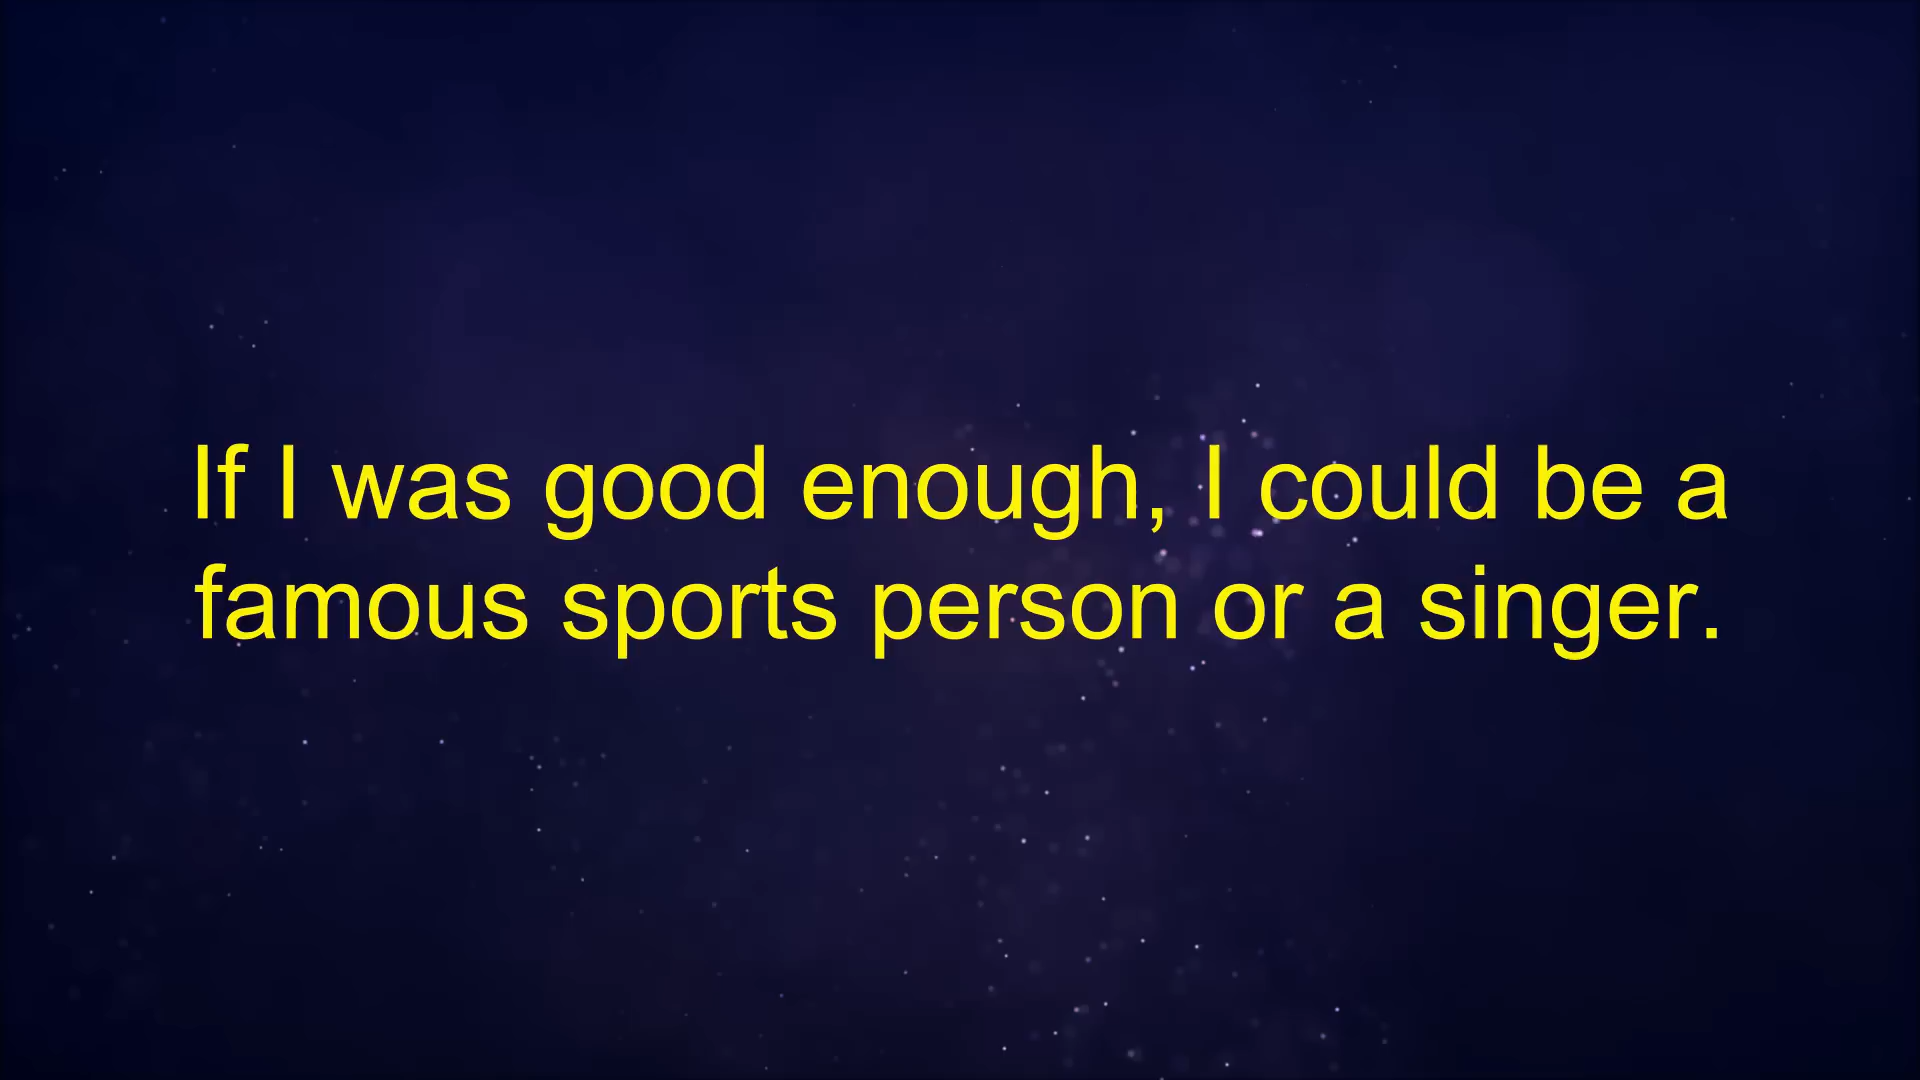 If I was good enough, I could be a
famous sports person or a singer.